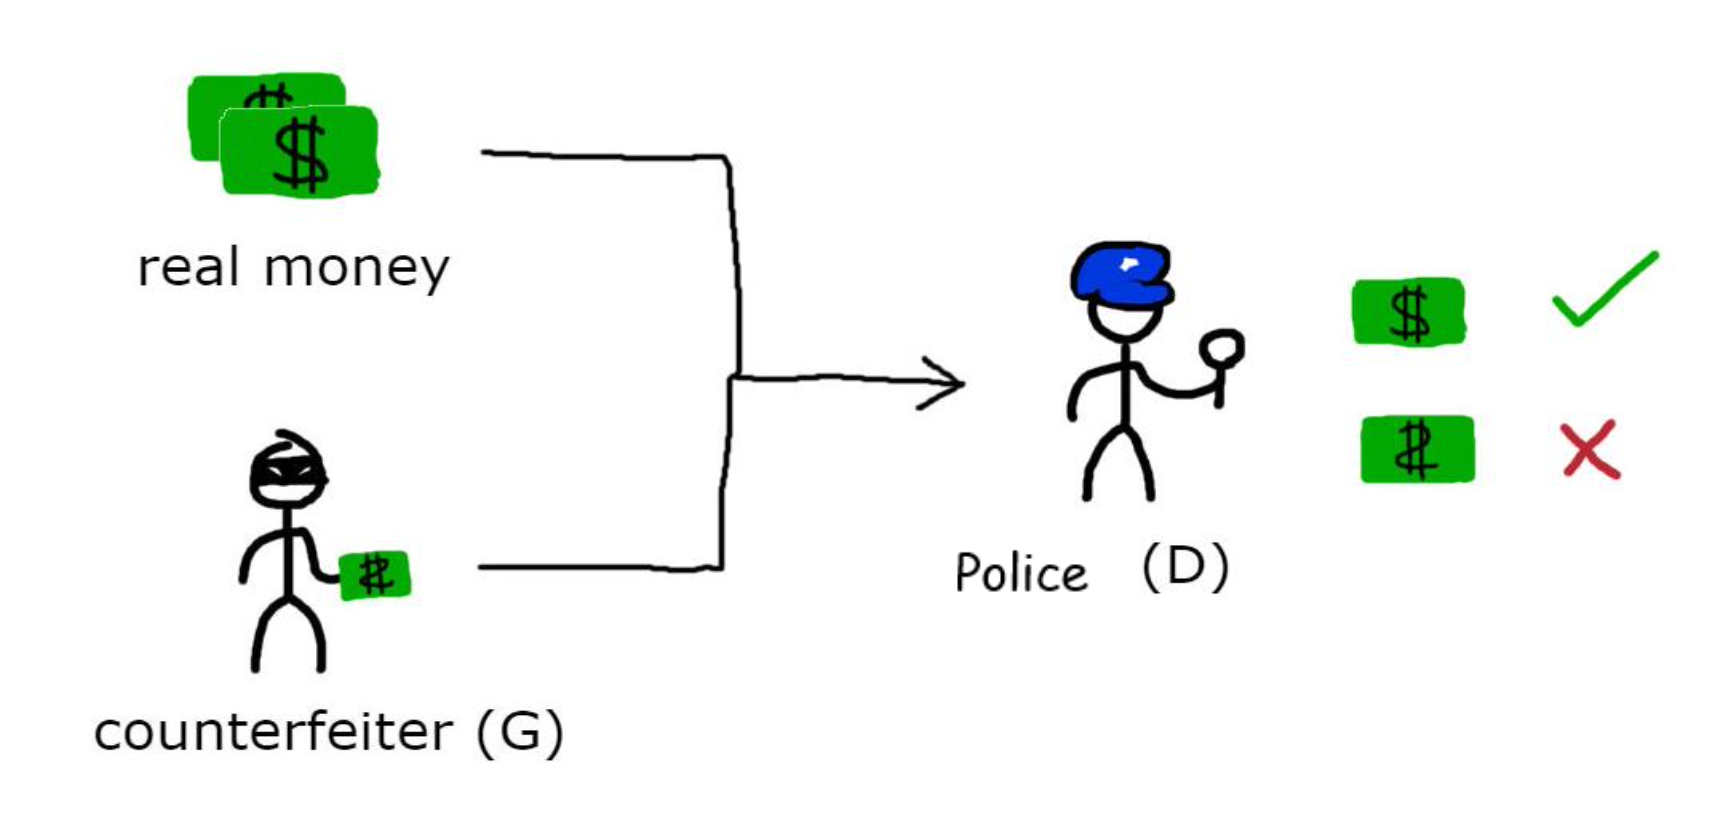 $
$
real money
$
counterfeiter (G)
Police (D)